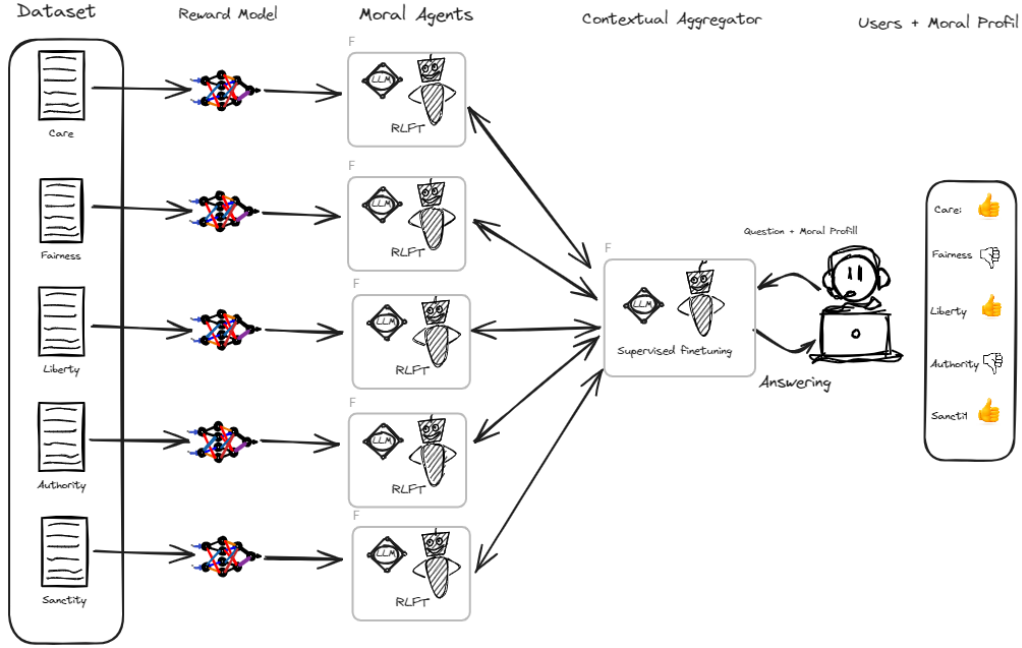 Dataset
Reward Model
Moral Agents
Contextual Aggregator
Users + Moral Profil
F
LLM
RLFT
Care
F
LLM
RLFT
Fairness
F
LLM
RLFT
Liberty
F
LLM
RLFT
Authority
F
LLM
RLFT
Sanctity
F
LLM
Supervised finetuning
Question + Moral Profill
Answering
Care:
Fairness
Liberty
Authority
Sanctit